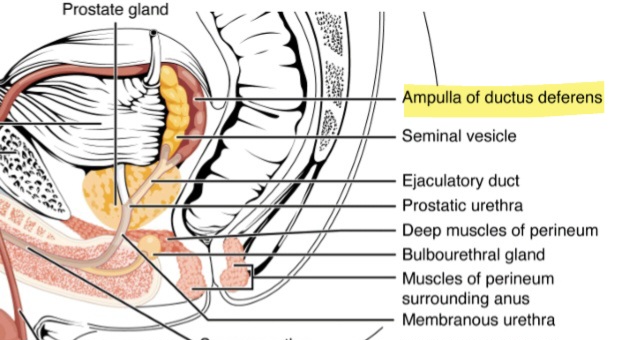 Prostate gland
Ampulla of ductus deferens
Seminal vesicle
Ejaculatory duct
Prostatic urethra
Deep muscles of perineum
Bulbourethral gland
Muscles of perineum
surrounding anus
Membranous urethra